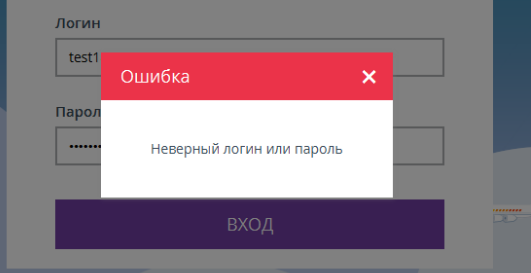 Логин
test1
Ошибка
Парол
Неверный логин или пароль
ВХОД